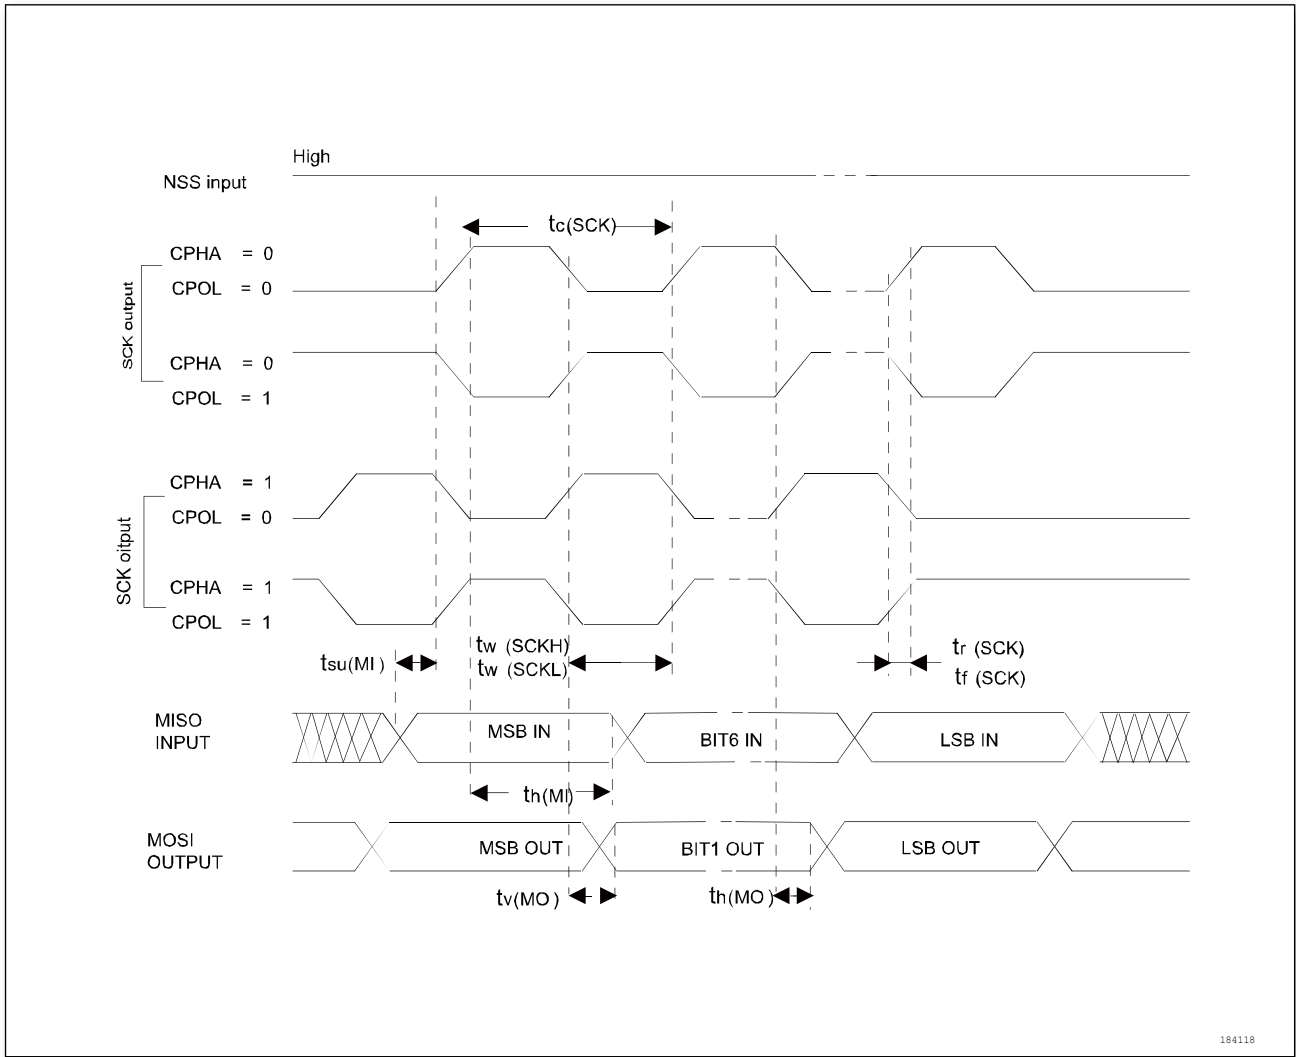 High
NSS input
tc(SCK)
CPHA = 0
CPOL = 0
SCK output
CPHA = 0
CPOL = 1
CPHA = 1
CPOL = 0
SCK oitput
CPHA = 1
CPOL = 1
tsu(MI )
tw (SCKH)
tw (SCKL)
tr (SCK)
tf (SCK)
MISO
INPUT
MSB IN
BIT6 IN
LSB IN
th(MI)
MOSI
OUTPUT
MSB OUT
BIT1 OUT
LSB OUT
tv(MO )
th(MO )
184118